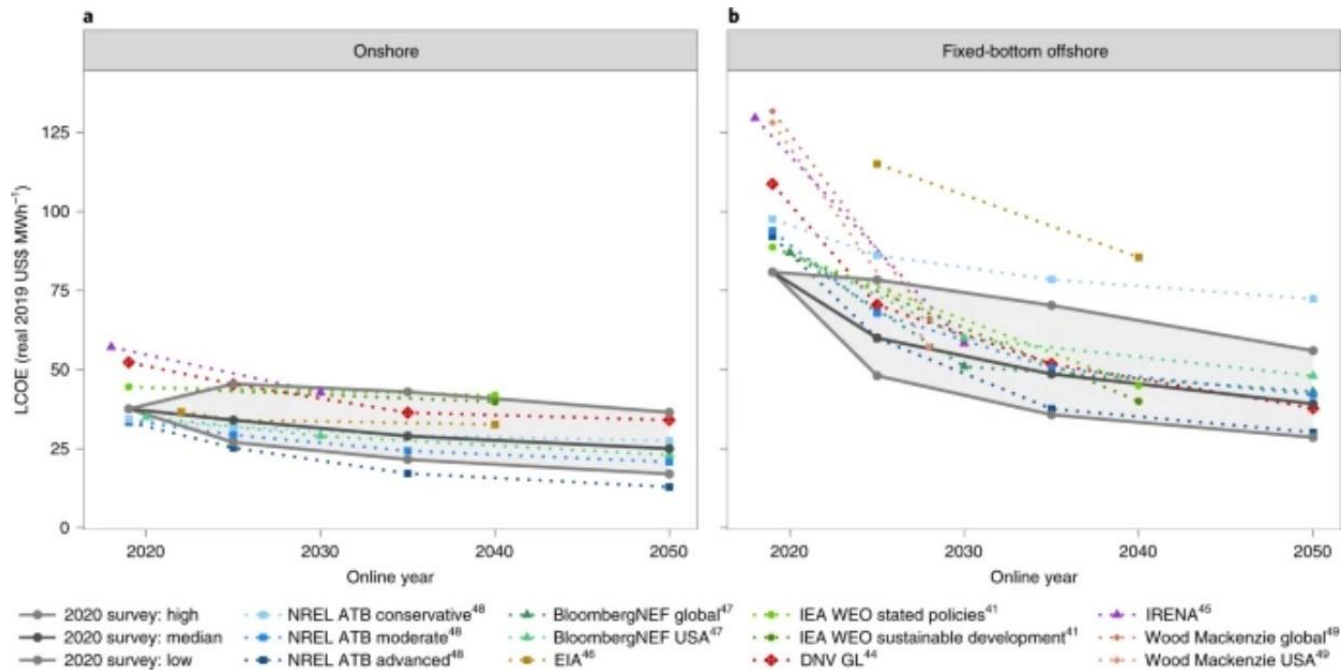 a
b
Onshore
Fixed-bottom offshore
LCOE (real 2019 US$ MWh⁻¹)
125
100
75
50
25
0
2020
2030
2040
2050
2020
2030
2040
2050
Online year
Online year
2020 survey: high
NREL ATB conservative⁴⁸
BloombergNEF global⁴⁷
IEA WEO stated policies⁴¹
IRENA⁴⁵
2020 survey: median
NREL ATB moderate⁴⁸
BloombergNEF USA⁴⁷
IEA WEO sustainable development⁴¹
Wood Mackenzie global⁴⁹
2020 survey: low
NREL ATB advanced⁴⁸
EIA⁴⁶
DNV GL⁴⁴
Wood Mackenzie USA⁴⁹